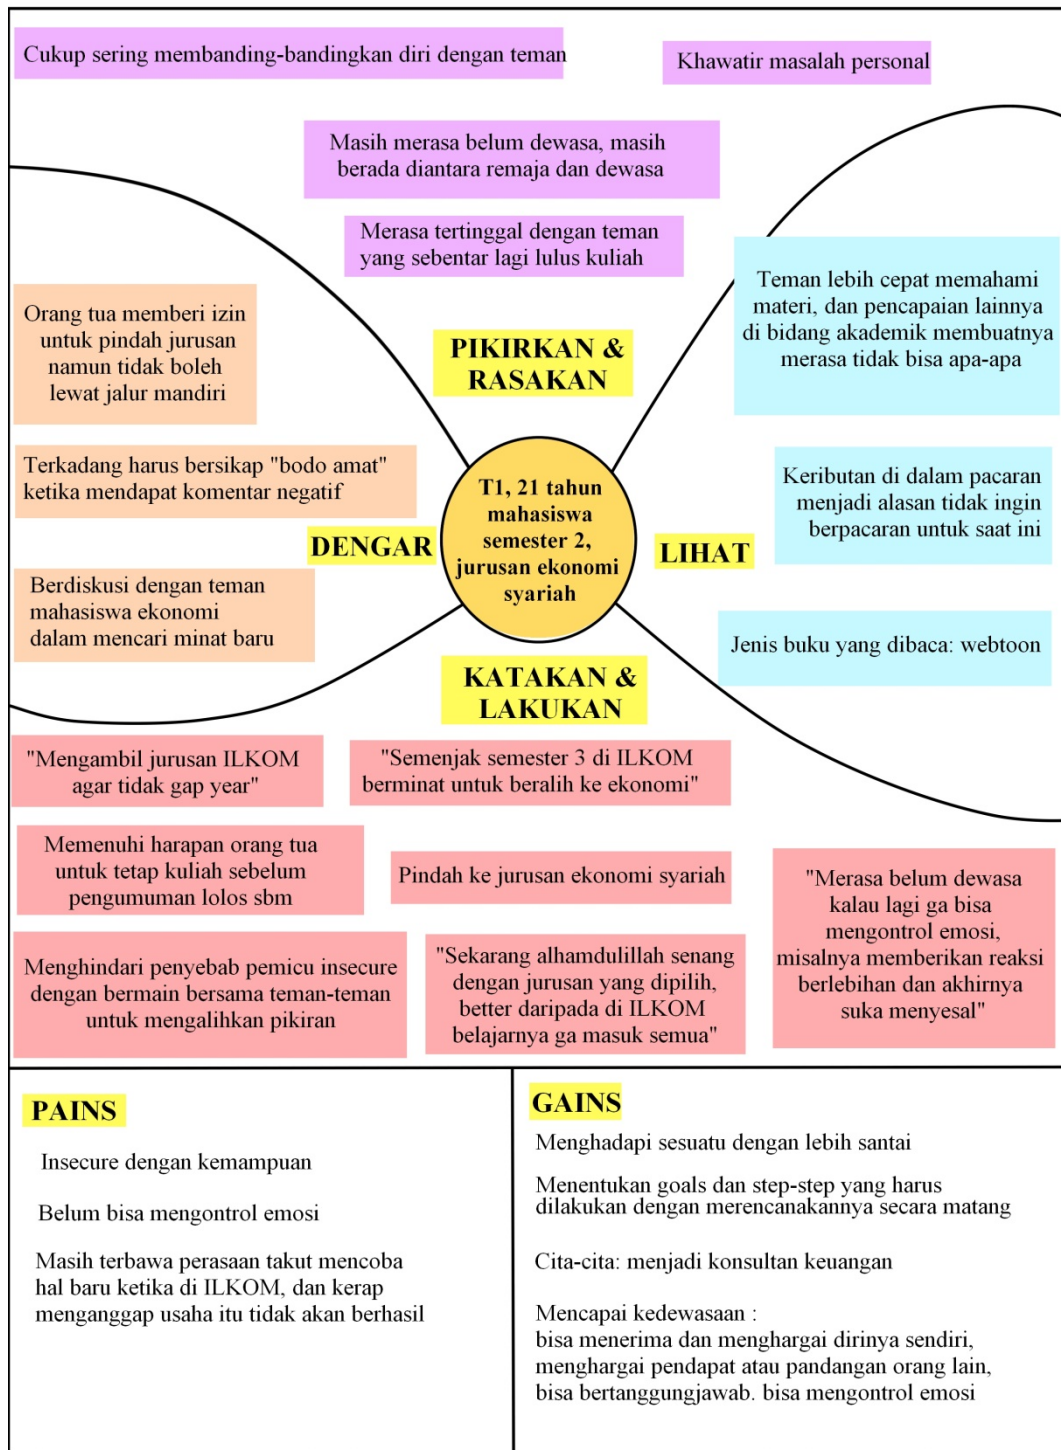 Cukup sering membanding-bandingkan diri dengan teman
Khawatir masalah personal
Masih merasa belum dewasa, masih
berada diantara remaja dan dewasa
Merasa tertinggal dengan teman
yang sebentar lagi lulus kuliah
PIKIRKAN &
RASAKAN
Orang tua memberi izin
untuk pindah jurusan
namun tidak boleh
lewat jalur mandiri
Terkadang harus bersikap "bodo amat"
ketika mendapat komentar negatif
DENGAR
Berdiskusi dengan teman
mahasiswa ekonomi
dalam mencari minat baru
T1, 21 tahun
mahasiswa
semester 2,
jurusan ekonomi
syariah
Teman lebih cepat memahami
materi, dan pencapaian lainnya
di bidang akademik membuatnya
merasa tidak bisa apa-apa
Keributan di dalam pacaran
menjadi alasan tidak ingin
berpacaran untuk saat ini
LIHAT
Jenis buku yang dibaca: webtoon
KATAKAN &
LAKUKAN
"Mengambil jurusan ILKOM
agar tidak gap year"
"Semenjak semester 3 di ILKOM
berminat untuk beralih ke ekonomi"
Memenuhi harapan orang tua
untuk tetap kuliah sebelum
pengumuman lolos sbm
Pindah ke jurusan ekonomi syariah
"Merasa belum dewasa
kalau lagi ga bisa
mengontrol emosi,
misalnya memberikan reaksi
berlebihan dan akhirnya
suka menyesal"
Menghindari penyebab pemicu insecure
dengan bermain bersama teman-teman
untuk mengalihkan pikiran
"Sekarang alhamdulillah senang
dengan jurusan yang dipilih,
better daripada di ILKOM
belajarnya ga masuk semua"
PAINS
Insecure dengan kemampuan
Belum bisa mengontrol emosi
Masih terbawa perasaan takut mencoba
hal baru ketika di ILKOM, dan kerap
menganggap usaha itu tidak akan berhasil
GAINS
Menghadapi sesuatu dengan lebih santai
Menentukan goals dan step-step yang harus
dilakukan dengan merencanakannya secara matang
Cita-cita: menjadi konsultan keuangan
Mencapai kedewasaan :
bisa menerima dan menghargai dirinya sendiri,
menghargai pendapat atau pandangan orang lain,
bisa bertanggungjawab. bisa mengontrol emosi